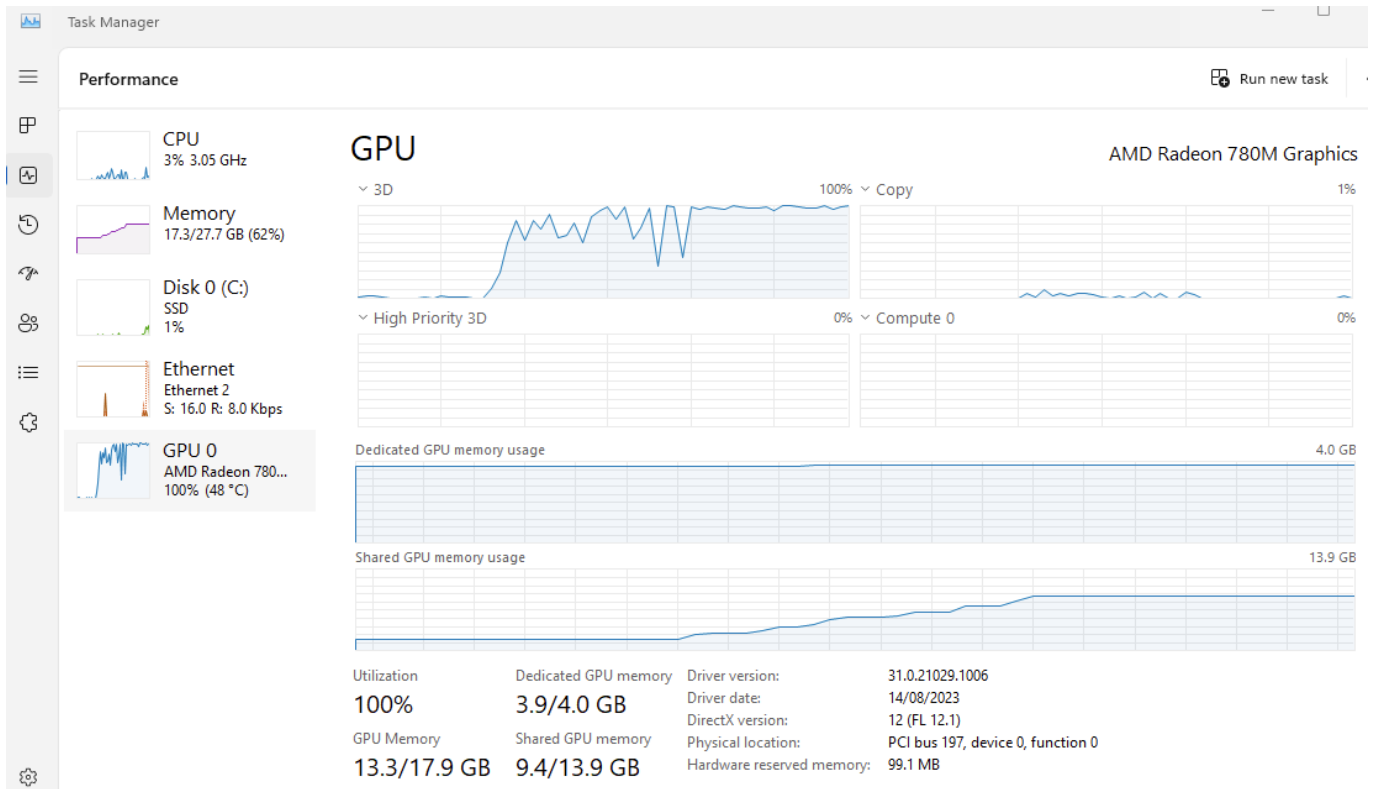 Task Manager
Performance
Run new task
CPU
3% 3.05 GHz
Memory
17.3/27.7 GB (62%)
Disk 0 (C:)
SSD
1%
Ethernet
Ethernet 2
S: 16.0 R: 8.0 Kbps
GPU 0
AMD Radeon 780...
100% (48 °C)
GPU
AMD Radeon 780M Graphics
3D 100%
Copy 1%
High Priority 3D 0%
Compute 0 0%
Dedicated GPU memory usage 4.0 GB
Shared GPU memory usage 13.9 GB
Utilization
100%
Dedicated GPU memory
3.9/4.0 GB
GPU Memory
13.3/17.9 GB
Shared GPU memory
9.4/13.9 GB
Driver version: 31.0.21029.1006
Driver date: 14/08/2023
DirectX version: 12 (FL 12.1)
Physical location: PCI bus 197, device 0, function 0
Hardware reserved memory: 99.1 MB